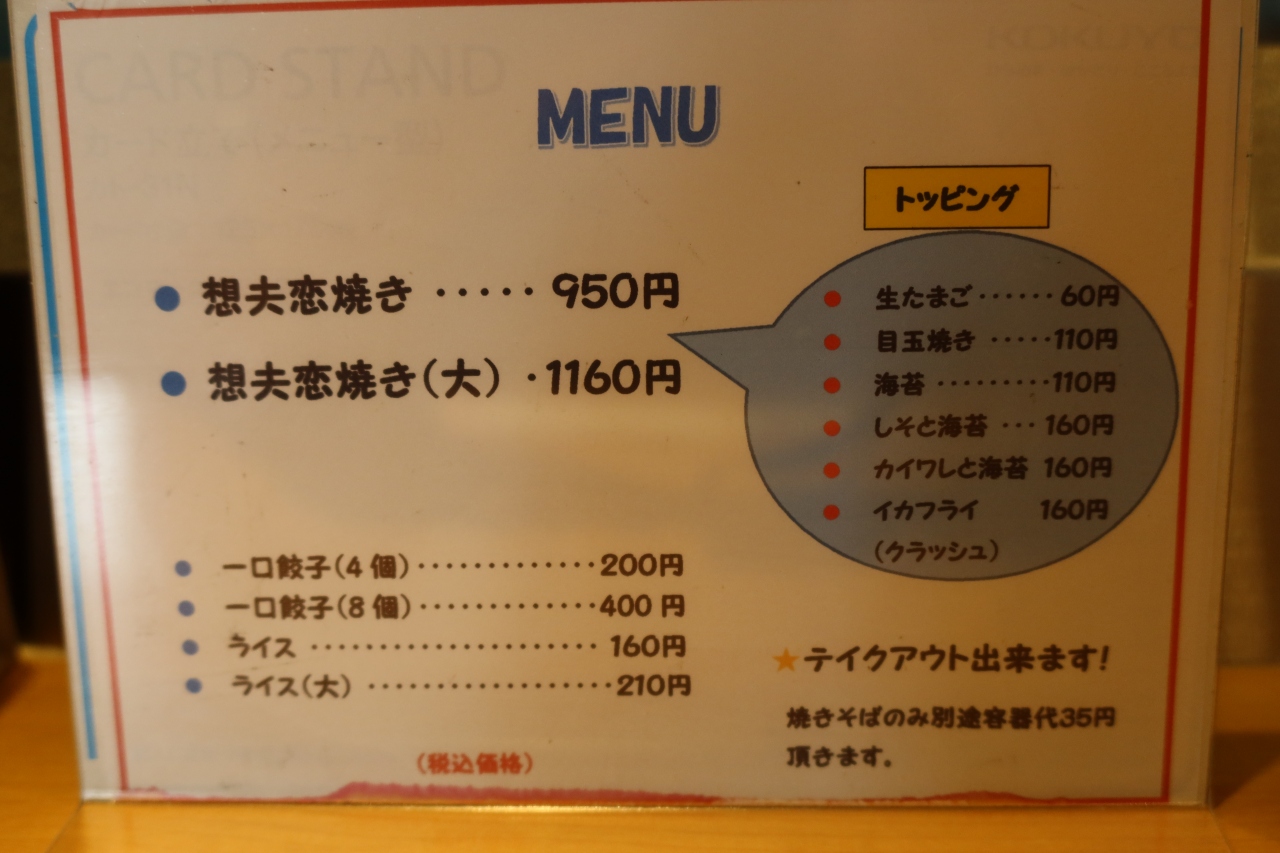 CARD STAND
KOKUYO
MENU
トッピング
● 想夫恋焼き ‥‥‥ 950円
● 想夫恋焼き(大) ・1160円
● 生たまご ‥‥‥ 60円
● 目玉焼き ‥‥‥110円
● 海苔 ‥‥‥‥‥110円
● しそと海苔 ‥‥ 160円
● カイワレと海苔 160円
● イカフライ 160円
(クラッシュ)
● 一口餃子(4個)‥‥‥‥‥‥‥200円
● 一口餃子(8個)‥‥‥‥‥‥‥400 円
● ライス ‥‥‥‥‥‥‥‥‥‥‥ 160円
● ライス(大) ‥‥‥‥‥‥‥‥‥210円
★テイクアウト出来ます!
焼きそばのみ別途容器代35円
頂きます。
(税込価格)